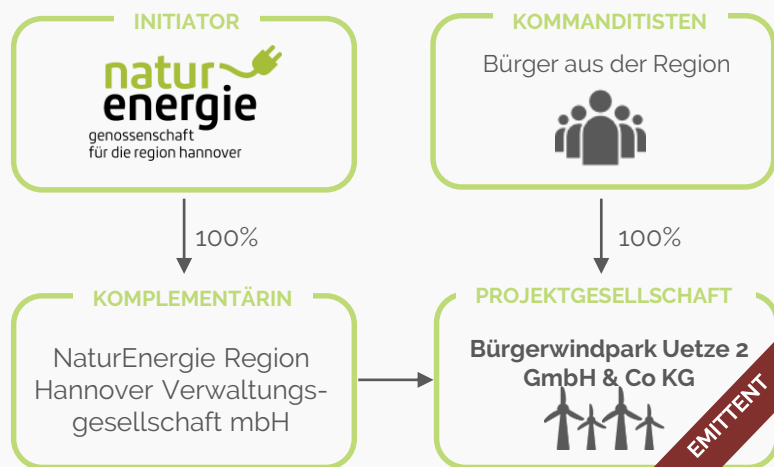 INITIATOR
natur
energie
genossenschaft
für die region hannover
KOMMANDITISTEN
Bürger aus der Region
100%
100%
KOMPLEMENTÄRIN
NaturEnergie Region
Hannover Verwaltungs-
gesellschaft mbH
PROJEKTGESELLSCHAFT
Bürgerwindpark Uetze 2
GmbH & Co KG
EMITTENT